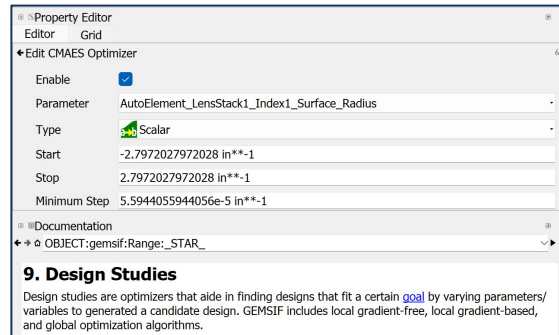 Property Editor
Editor Grid
Edit CMAES Optimizer
Enable
Parameter AutoElement_LensStack1_Index1_Surface_Radius
Type a→b Scalar
Start -2.7972027972028 in**-1
Stop 2.7972027972028 in**-1
Minimum Step 5.5944055944056e-5 in**-1
Documentation
OBJECT:gemsif:Range:_STAR_
9. Design Studies
Design studies are optimizers that aide in finding designs that fit a certain goal by varying parameters/
variables to generated a candidate design. GEMSIF includes local gradient-free, local gradient-based,
and global optimization algorithms.